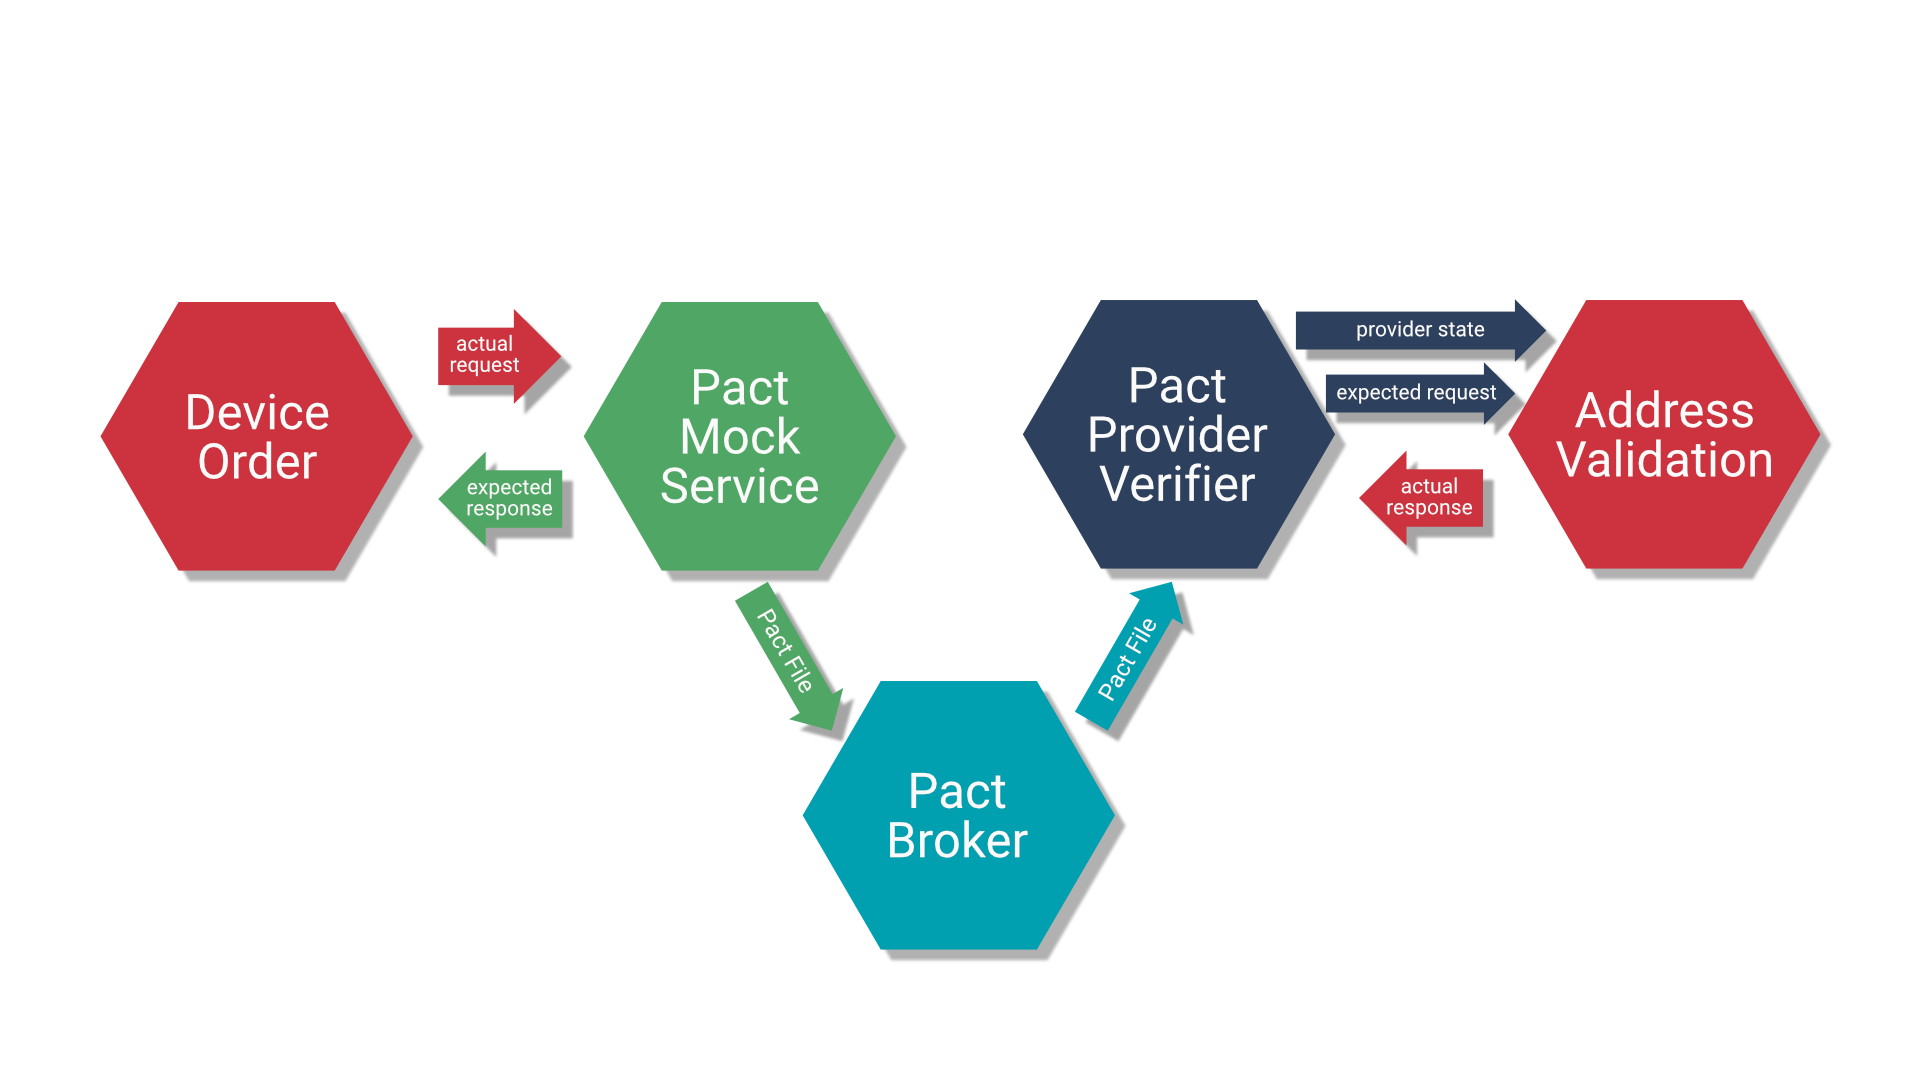 Device
Order
actual
request
expected
response
Pact
Mock
Service
Pact File
Pact
Broker
Pact File
Pact
Provider
Verifier
provider state
expected request
actual
response
Address
Validation